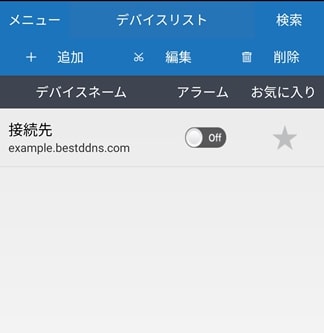 メニュー デバイスリスト 検索
追加 編集 削除
デバイスネーム アラーム お気に入り
接続先
example.bestddns.com
Off